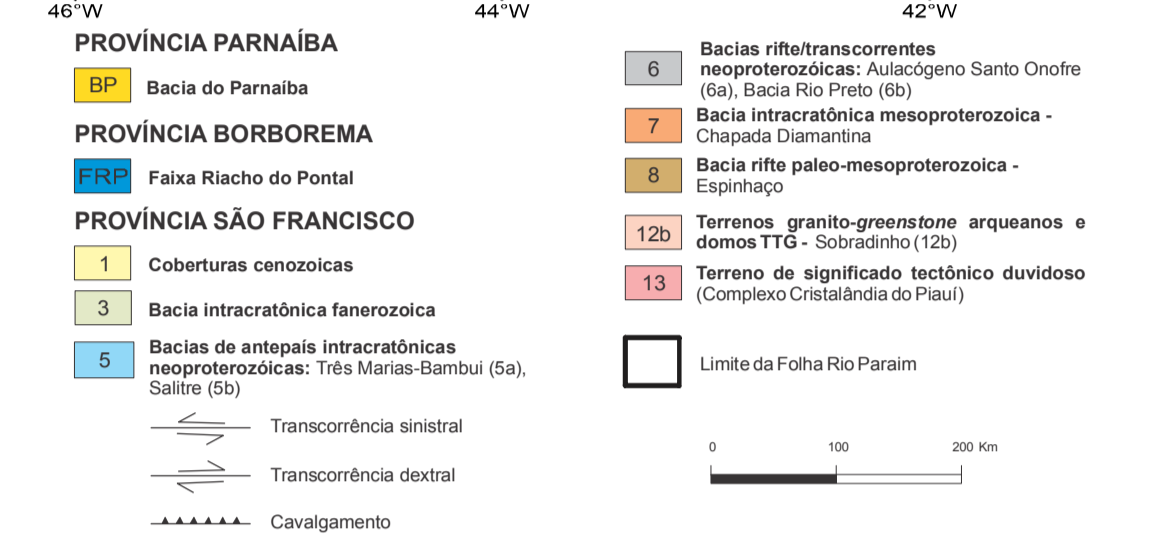 46°W
44°W
42°W
PROVÍNCIA PARNAÍBA
BP
Bacia do Parnaíba
PROVÍNCIA BORBOREMA
FRP
Faixa Riacho do Pontal
PROVÍNCIA SÃO FRANCISCO
1
Coberturas cenozoicas
3
Bacia intracratônica fanerozoica
5
Bacias de antepaís intracratônicas
neoproterozóicas: Três Marias-Bambui (5a),
Salitre (5b)
Transcorrência sinistral
Transcorrência dextral
Cavalgamento
6
Bacias rifte/transcorrentes
neoproterozóicas: Aulacógeno Santo Onofre
(6a), Bacia Rio Preto (6b)
7
Bacia intracratônica mesoproterozoica -
Chapada Diamantina
8
Bacia rifte paleo-mesoproterozoica -
Espinhaço
12b
Terrenos granito-greenstone arqueanos e
domos TTG - Sobradinho (12b)
13
Terreno de significado tectônico duvidoso
(Complexo Cristalândia do Piauí)
Limite da Folha Rio Paraim
0 100 200 Km